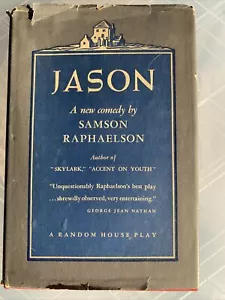 JASON
A new comedy by
SAMSON
RAPHAELSON
Author of
"SKYLARK," "ACCENT ON YOUTH"
"Unquestionably Raphaelson's best play
...shrewdly observed, very entertaining."
GEORGE JEAN NATHAN
A RANDOM HOUSE PLAY